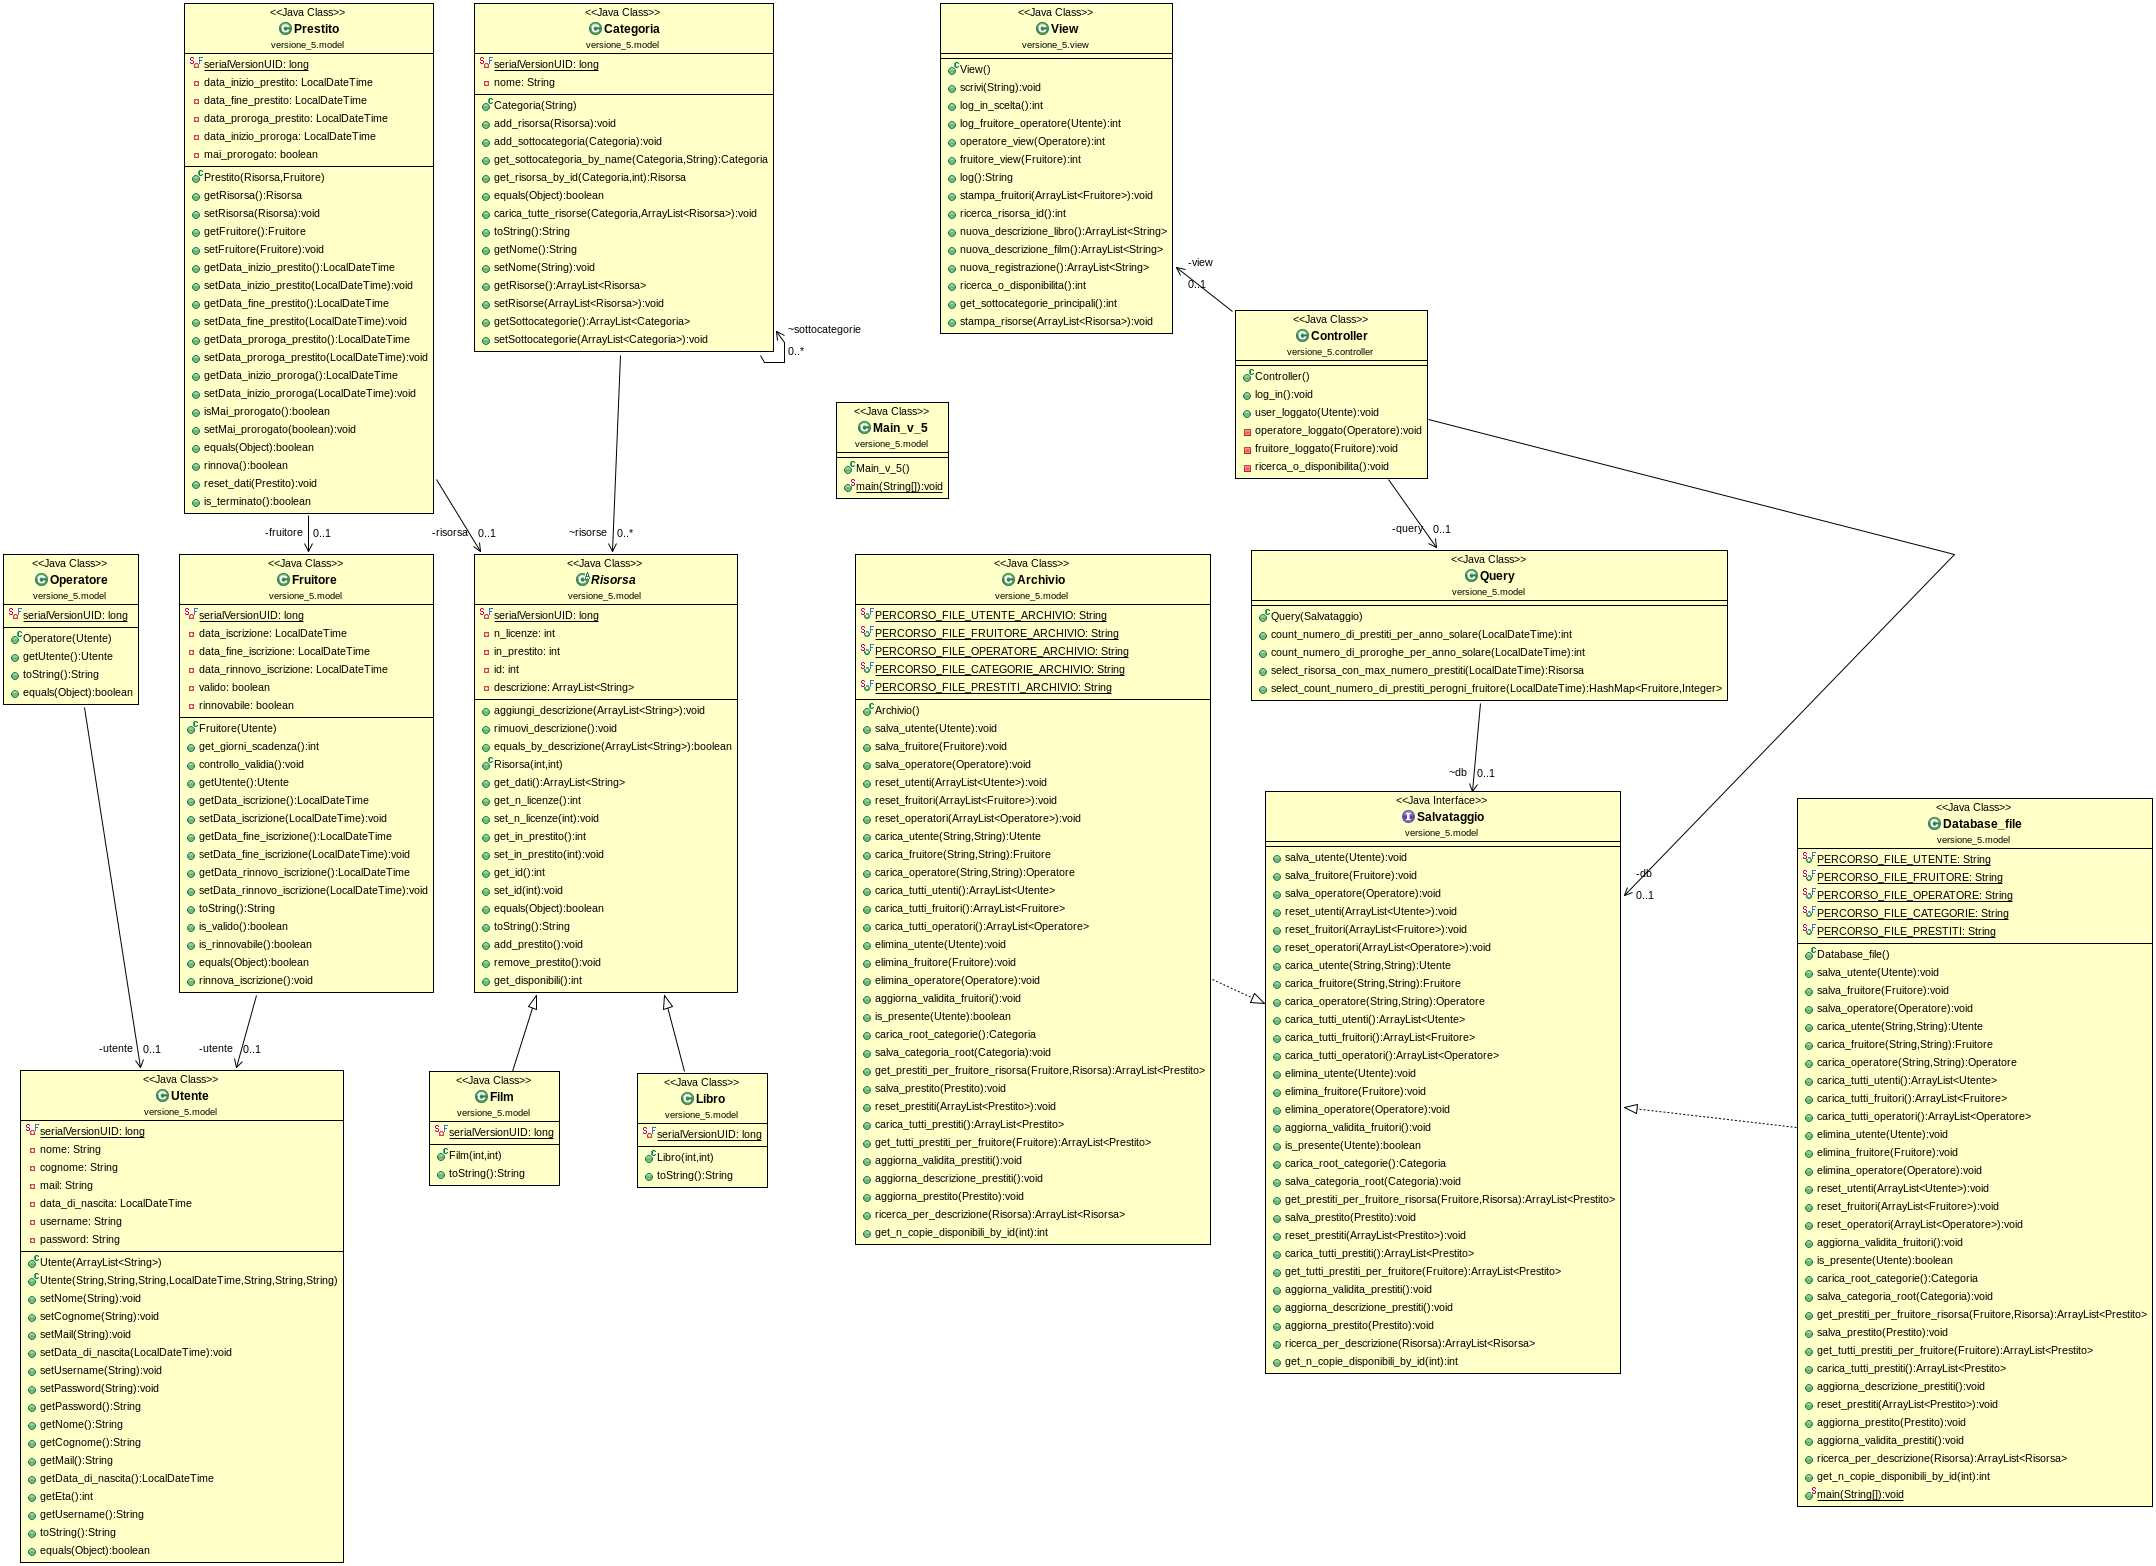 <<Java Class>>
Prestito
versione_5.model
serialVersionUID: long
data_inizio_prestito: LocalDateTime
data_fine_prestito: LocalDateTime
data_proroga_prestito: LocalDateTime
data_inizio_proroga: LocalDateTime
mai_prorogato: boolean
Prestito(Risorsa,Fruitore)
getRisorsa():Risorsa
setRisorsa(Risorsa):void
getFruitore():Fruitore
setFruitore(Fruitore):void
getData_inizio_prestito():LocalDateTime
setData_inizio_prestito(LocalDateTime):void
getData_fine_prestito():LocalDateTime
setData_fine_prestito(LocalDateTime):void
getData_proroga_prestito():LocalDateTime
setData_proroga_prestito(LocalDateTime):void
getData_inizio_proroga():LocalDateTime
setData_inizio_proroga(LocalDateTime):void
isMai_prorogato():boolean
setMai_prorogato(boolean):void
equals(Object):boolean
rinnova():boolean
reset_dati(Prestito):void
is_terminato():boolean
<<Java Class>>
Categoria
versione_5.model
serialVersionUID: long
nome: String
Categoria(String)
add_risorsa(Risorsa):void
add_sottocategoria(Categoria):void
get_sottocategoria_by_name(Categoria,String):Categoria
get_risorsa_by_id(Categoria,int):Risorsa
equals(Object):boolean
carica_tutte_risorse(Categoria,ArrayList<Risorsa>):void
toString():String
getNome():String
setNome(String):void
getRisorse():ArrayList<Risorsa>
setRisorse(ArrayList<Risorsa>):void
getSottocategorie():ArrayList<Categoria>
setSottocategorie(ArrayList<Categoria>):void
~sottocategorie
0..*
<<Java Class>>
View
versione_5.view
View()
scrivi(String):void
log_in_scelta():int
log_fruitore_operatore(Utente):int
operatore_view(Operatore):int
fruitore_view(Fruitore):int
log():String
stampa_fruitori(ArrayList<Fruitore>):void
ricerca_risorsa_id():int
nuova_descrizione_libro():ArrayList<String>
nuova_descrizione_film():ArrayList<String>
nuova_registrazione():ArrayList<String>
ricerca_o_disponibilita():int
get_sottocategorie_principali():int
stampa_risorse(ArrayList<Risorsa>):void
-view
0..1
<<Java Class>>
Controller
versione_5.controller
Controller()
log_in():void
user_loggato(Utente):void
operatore_loggato(Operatore):void
fruitore_loggato(Fruitore):void
ricerca_o_disponibilita():void
<<Java Class>>
Main_v_5
versione_5.model
Main_v_5()
main(String[]):void
-fruitore 0..1
-risorsa 0..1
~risorse 0..*
-query 0..1
<<Java Class>>
Operatore
versione_5.model
serialVersionUID: long
Operatore(Utente)
getUtente():Utente
toString():String
equals(Object):boolean
<<Java Class>>
Fruitore
versione_5.model
serialVersionUID: long
data_iscrizione: LocalDateTime
data_fine_iscrizione: LocalDateTime
data_rinnovo_iscrizione: LocalDateTime
valido: boolean
rinnovabile: boolean
Fruitore(Utente)
get_giorni_scadenza():int
controllo_validia():void
getUtente():Utente
getData_iscrizione():LocalDateTime
setData_iscrizione(LocalDateTime):void
getData_fine_iscrizione():LocalDateTime
setData_fine_iscrizione(LocalDateTime):void
getData_rinnovo_iscrizione():LocalDateTime
setData_rinnovo_iscrizione(LocalDateTime):void
toString():String
is_valido():boolean
is_rinnovabile():boolean
equals(Object):boolean
rinnova_iscrizione():void
<<Java Class>>
Risorsa
versione_5.model
serialVersionUID: long
n_licenze: int
in_prestito: int
id: int
descrizione: ArrayList<String>
aggiungi_descrizione(ArrayList<String>):void
rimuovi_descrizione():void
equals_by_descrizione(ArrayList<String>):boolean
Risorsa(int,int)
get_dati():ArrayList<String>
get_n_licenze():int
set_n_licenze(int):void
get_in_prestito():int
set_in_prestito(int):void
get_id():int
set_id(int):void
equals(Object):boolean
toString():String
add_prestito():void
remove_prestito():void
get_disponibili():int
<<Java Class>>
Archivio
versione_5.model
PERCORSO_FILE_UTENTE_ARCHIVIO: String
PERCORSO_FILE_FRUITORE_ARCHIVIO: String
PERCORSO_FILE_OPERATORE_ARCHIVIO: String
PERCORSO_FILE_CATEGORIE_ARCHIVIO: String
PERCORSO_FILE_PRESTITI_ARCHIVIO: String
Archivio()
salva_utente(Utente):void
salva_fruitore(Fruitore):void
salva_operatore(Operatore):void
reset_utenti(ArrayList<Utente>):void
reset_fruitori(ArrayList<Fruitore>):void
reset_operatori(ArrayList<Operatore>):void
carica_utente(String,String):Utente
carica_fruitore(String,String):Fruitore
carica_operatore(String,String):Operatore
carica_tutti_utenti():ArrayList<Utente>
carica_tutti_fruitori():ArrayList<Fruitore>
carica_tutti_operatori():ArrayList<Operatore>
elimina_utente(Utente):void
elimina_fruitore(Fruitore):void
elimina_operatore(Operatore):void
aggiorna_validita_fruitori():void
is_presente(Utente):boolean
carica_root_categorie():Categoria
salva_categoria_root(Categoria):void
get_prestiti_per_fruitore_risorsa(Fruitore,Risorsa):ArrayList<Prestito>
salva_prestito(Prestito):void
reset_prestiti(ArrayList<Prestito>):void
carica_tutti_prestiti():ArrayList<Prestito>
get_tutti_prestiti_per_fruitore(Fruitore):ArrayList<Prestito>
aggiorna_validita_prestiti():void
aggiorna_descrizione_prestiti():void
aggiorna_prestito(Prestito):void
ricerca_per_descrizione(Risorsa):ArrayList<Risorsa>
get_n_copie_disponibili_by_id(int):int
<<Java Class>>
Query
versione_5.model
Query(Salvataggio)
count_numero_di_prestiti_per_anno_solare(LocalDateTime):int
count_numero_di_proroghe_per_anno_solare(LocalDateTime):int
select_risorsa_con_max_numero_prestiti(LocalDateTime):Risorsa
select_count_numero_di_prestiti_perogni_fruitore(LocalDateTime):HashMap<Fruitore,Integer>
~db 0..1
<<Java Interface>>
Salvataggio
versione_5.model
salva_utente(Utente):void
salva_fruitore(Fruitore):void
salva_operatore(Operatore):void
reset_utenti(ArrayList<Utente>):void
reset_fruitori(ArrayList<Fruitore>):void
reset_operatori(ArrayList<Operatore>):void
carica_utente(String,String):Utente
carica_fruitore(String,String):Fruitore
carica_operatore(String,String):Operatore
carica_tutti_utenti():ArrayList<Utente>
carica_tutti_fruitori():ArrayList<Fruitore>
carica_tutti_operatori():ArrayList<Operatore>
elimina_utente(Utente):void
elimina_fruitore(Fruitore):void
elimina_operatore(Operatore):void
aggiorna_validita_fruitori():void
is_presente(Utente):boolean
carica_root_categorie():Categoria
salva_categoria_root(Categoria):void
get_prestiti_per_fruitore_risorsa(Fruitore,Risorsa):ArrayList<Prestito>
salva_prestito(Prestito):void
reset_prestiti(ArrayList<Prestito>):void
carica_tutti_prestiti():ArrayList<Prestito>
get_tutti_prestiti_per_fruitore(Fruitore):ArrayList<Prestito>
aggiorna_validita_prestiti():void
aggiorna_descrizione_prestiti():void
aggiorna_prestito(Prestito):void
ricerca_per_descrizione(Risorsa):ArrayList<Risorsa>
get_n_copie_disponibili_by_id(int):int
-db
0..1
<<Java Class>>
Database_file
versione_5.model
PERCORSO_FILE_UTENTE: String
PERCORSO_FILE_FRUITORE: String
PERCORSO_FILE_OPERATORE: String
PERCORSO_FILE_CATEGORIE: String
PERCORSO_FILE_PRESTITI: String
Database_file()
salva_utente(Utente):void
salva_fruitore(Fruitore):void
salva_operatore(Operatore):void
carica_utente(String,String):Utente
carica_fruitore(String,String):Fruitore
carica_operatore(String,String):Operatore
carica_tutti_utenti():ArrayList<Utente>
carica_tutti_fruitori():ArrayList<Fruitore>
carica_tutti_operatori():ArrayList<Operatore>
elimina_utente(Utente):void
elimina_fruitore(Fruitore):void
elimina_operatore(Operatore):void
reset_utenti(ArrayList<Utente>):void
reset_fruitori(ArrayList<Fruitore>):void
reset_operatori(ArrayList<Operatore>):void
aggiorna_validita_fruitori():void
is_presente(Utente):boolean
carica_root_categorie():Categoria
salva_categoria_root(Categoria):void
get_prestiti_per_fruitore_risorsa(Fruitore,Risorsa):ArrayList<Prestito>
salva_prestito(Prestito):void
get_tutti_prestiti_per_fruitore(Fruitore):ArrayList<Prestito>
carica_tutti_prestiti():ArrayList<Prestito>
aggiorna_descrizione_prestiti():void
reset_prestiti(ArrayList<Prestito>):void
aggiorna_prestito(Prestito):void
aggiorna_validita_prestiti():void
ricerca_per_descrizione(Risorsa):ArrayList<Risorsa>
get_n_copie_disponibili_by_id(int):int
main(String[]):void
-utente 0..1
-utente 0..1
<<Java Class>>
Utente
versione_5.model
serialVersionUID: long
nome: String
cognome: String
mail: String
data_di_nascita: LocalDateTime
username: String
password: String
Utente(ArrayList<String>)
Utente(String,String,String,LocalDateTime,String,String,String)
setNome(String):void
setCognome(String):void
setMail(String):void
setData_di_nascita(LocalDateTime):void
setUsername(String):void
setPassword(String):void
getPassword():String
getNome():String
getCognome():String
getMail():String
getData_di_nascita():LocalDateTime
getEta():int
getUsername():String
toString():String
equals(Object):boolean
<<Java Class>>
Film
versione_5.model
serialVersionUID: long
Film(int,int)
toString():String
<<Java Class>>
Libro
versione_5.model
serialVersionUID: long
Libro(int,int)
toString():String